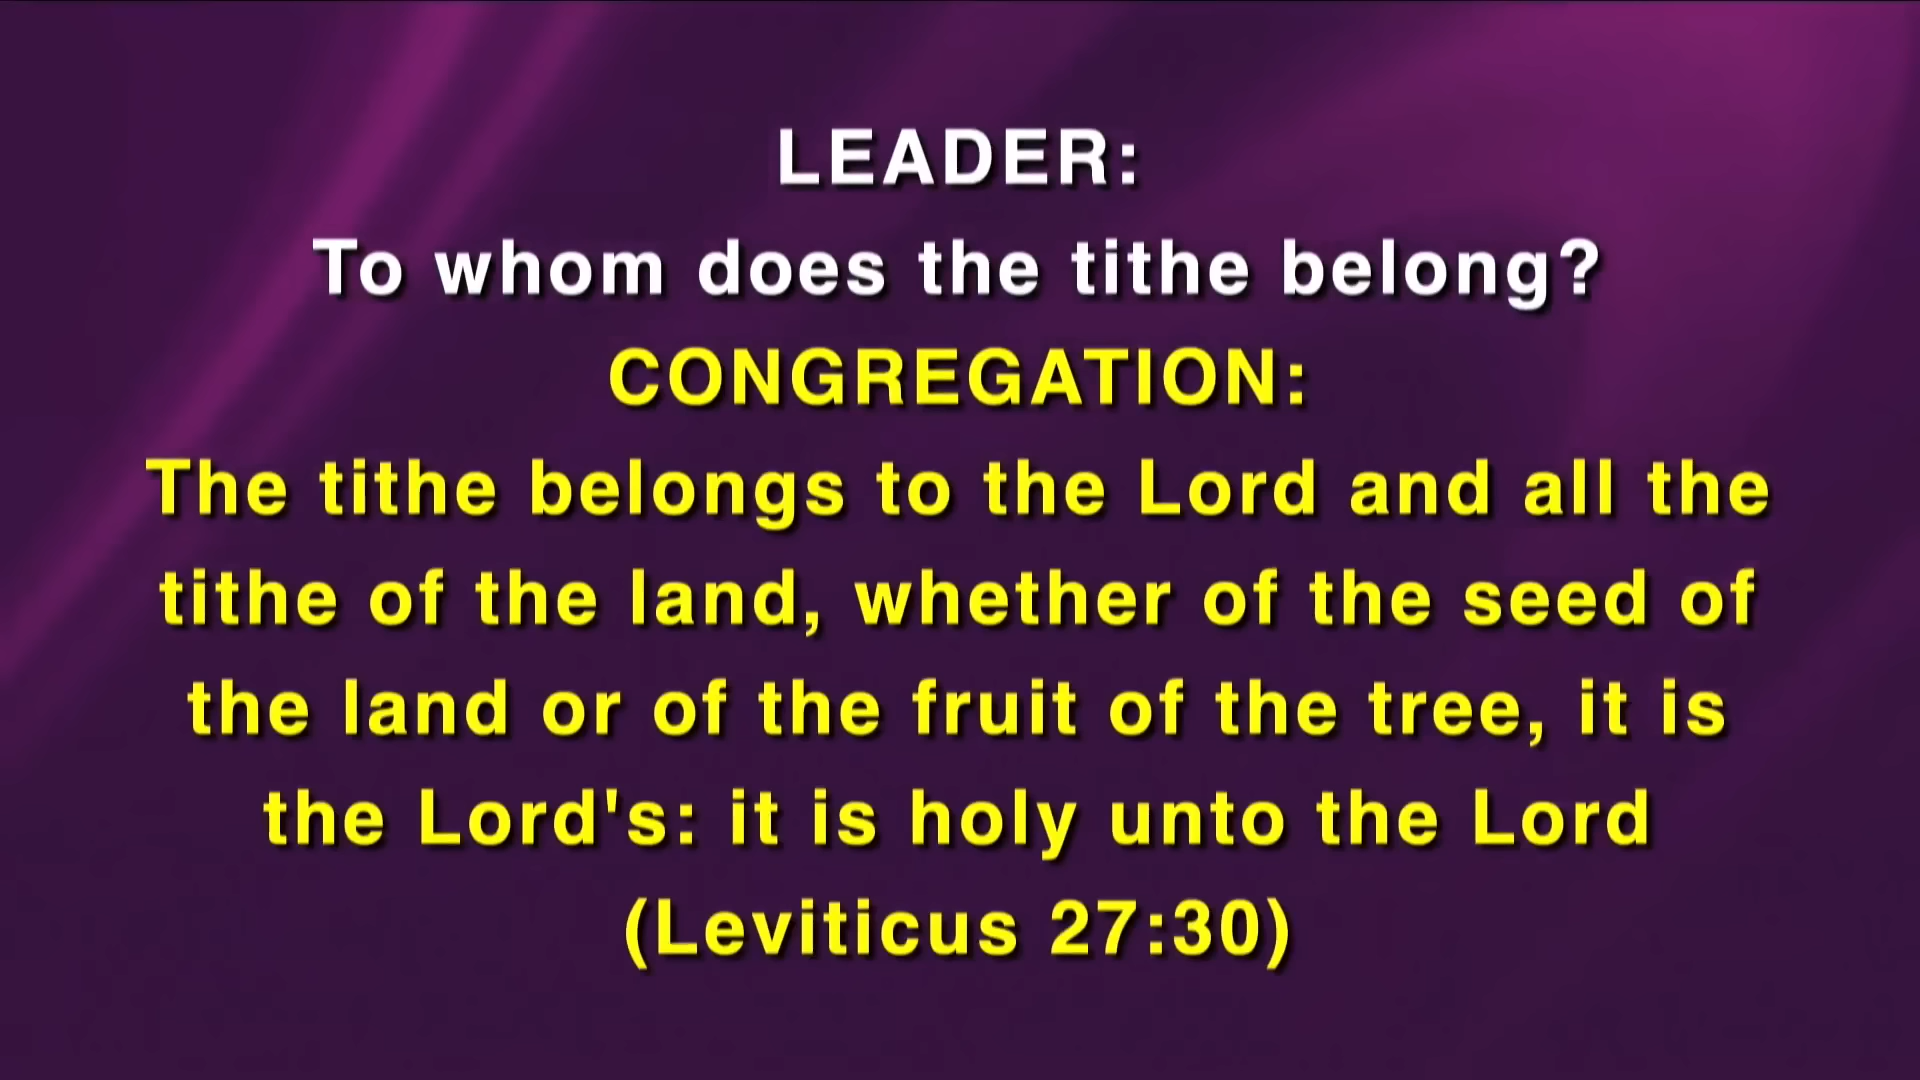 LEADER:
To whom does the tithe belong?
CONGREGATION:
The tithe belongs to the Lord and all the
tithe of the land, whether of the seed of
the land or of the fruit of the tree, it is
the Lord's: it is holy unto the Lord
(Leviticus 27:30)